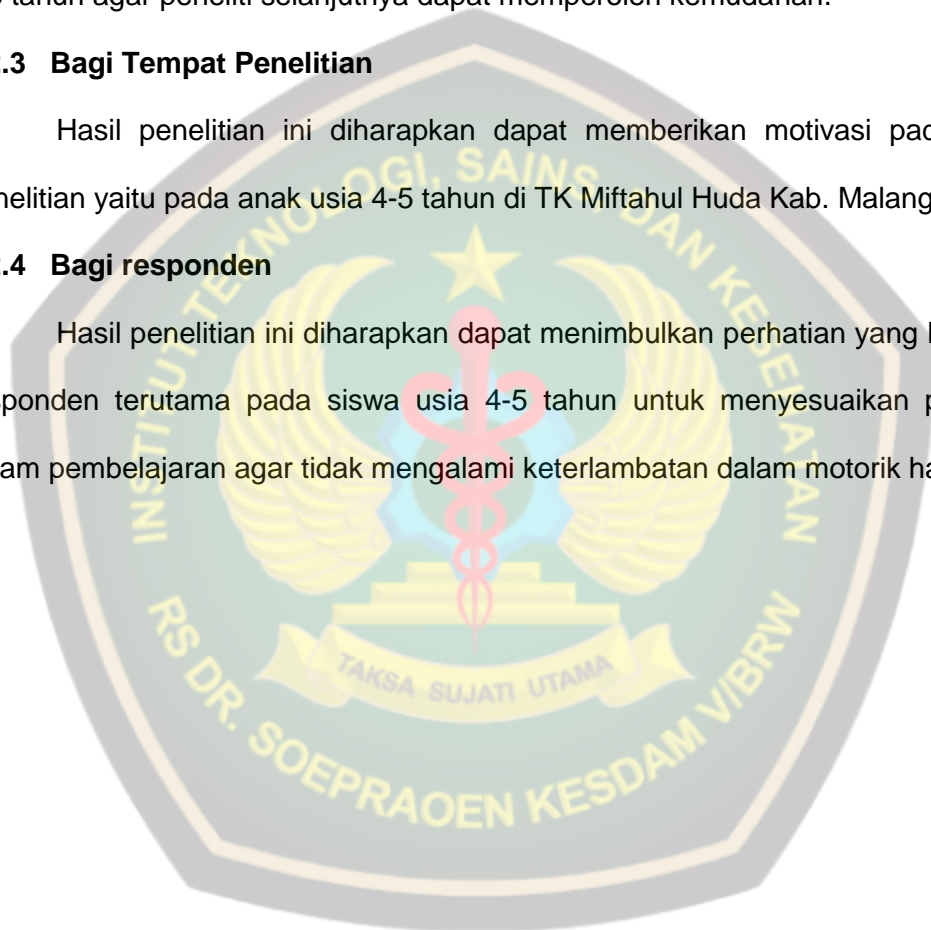 tahun agar peneliti selanjutnya dapat memperoleh kemudahan.
.3 Bagi Tempat Penelitian
Hasil penelitian ini diharapkan dapat memberikan motivasi
nelitian yaitu pada anak usia 4-5 tahun di TK Miftahul Huda Kab. Malang
.4 Bagi responden
Hasil penelitian ini diharapkan dapat menimbulkan perhatian yang
sponden terutama pada siswa usia 4-5 tahun untuk menyesuaikan
am pembelajaran agar tidak mengalami keterlambatan dalam motorik
INSTITUT TEKNOLOGI, SAINS, DAN KESEHATAN
TAKSA SUJATI UTAMA
RS DR. SOEPRAOEN KESDAM V/BRW